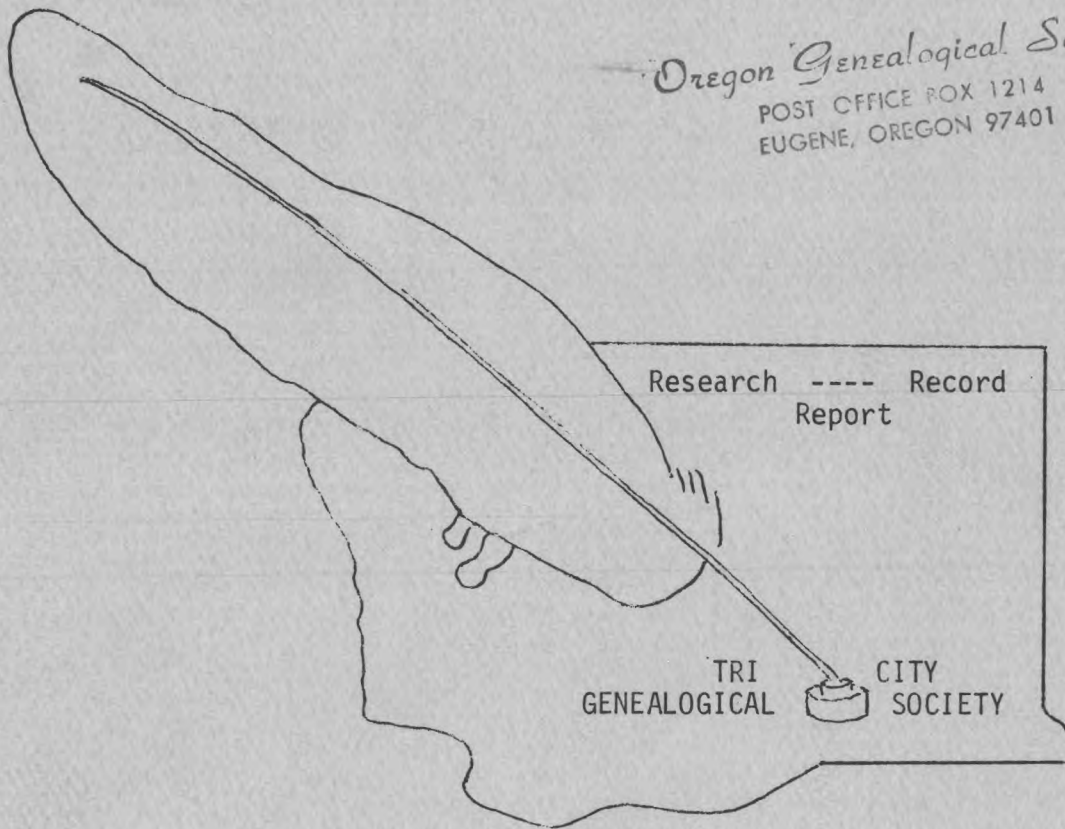 Oregon Genealogical
POST OFFICE BOX 1214
EUGENE, OREGON 97401
Research ---- Record
Report
TRI CITY
GENEALOGICAL SOCIETY